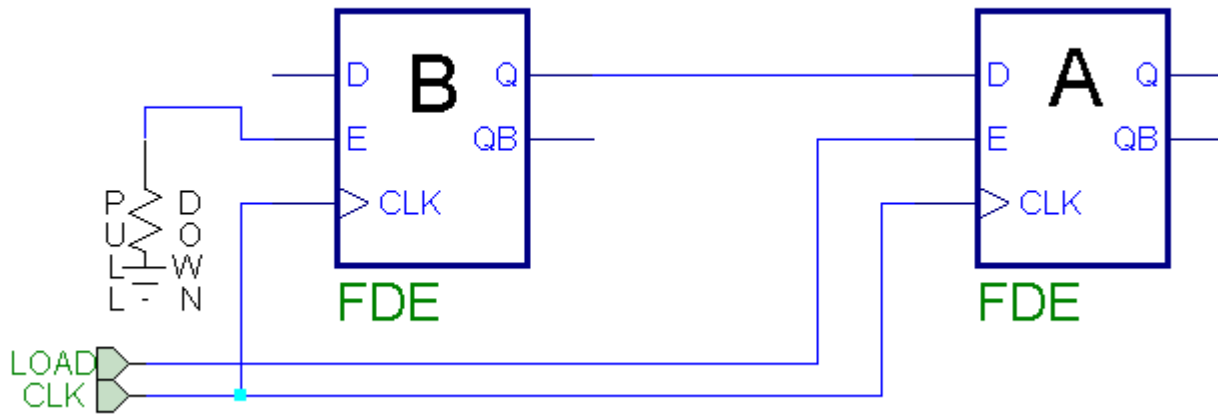 D B Q
E QB
CLK
FDE
D A Q
E QB
CLK
FDE
PULL
DOWN
LOAD
CLK